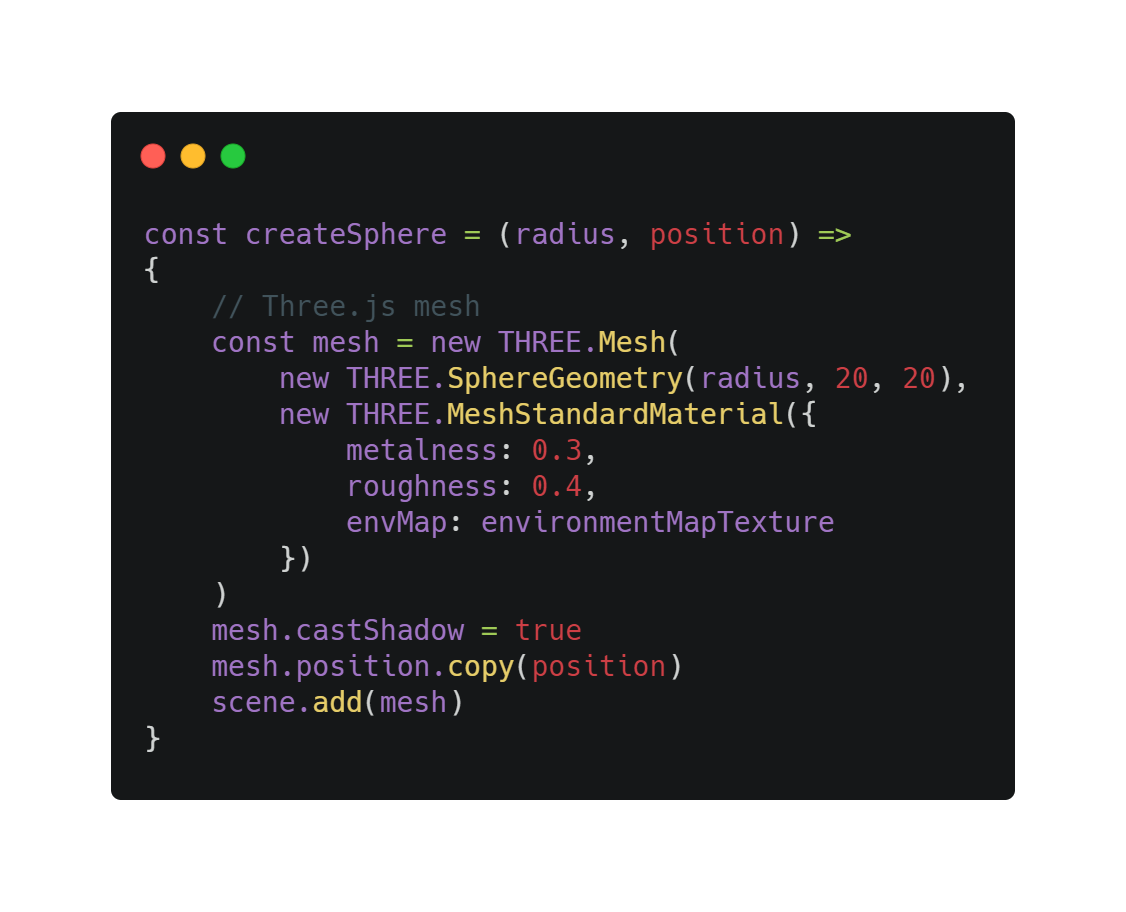 const createSphere = (radius, position) =>
{
    // Three.js mesh
    const mesh = new THREE.Mesh(
        new THREE.SphereGeometry(radius, 20, 20),
        new THREE.MeshStandardMaterial({
            metalness: 0.3,
            roughness: 0.4,
            envMap: environmentMapTexture
        })
    )
    mesh.castShadow = true
    mesh.position.copy(position)
    scene.add(mesh)
}